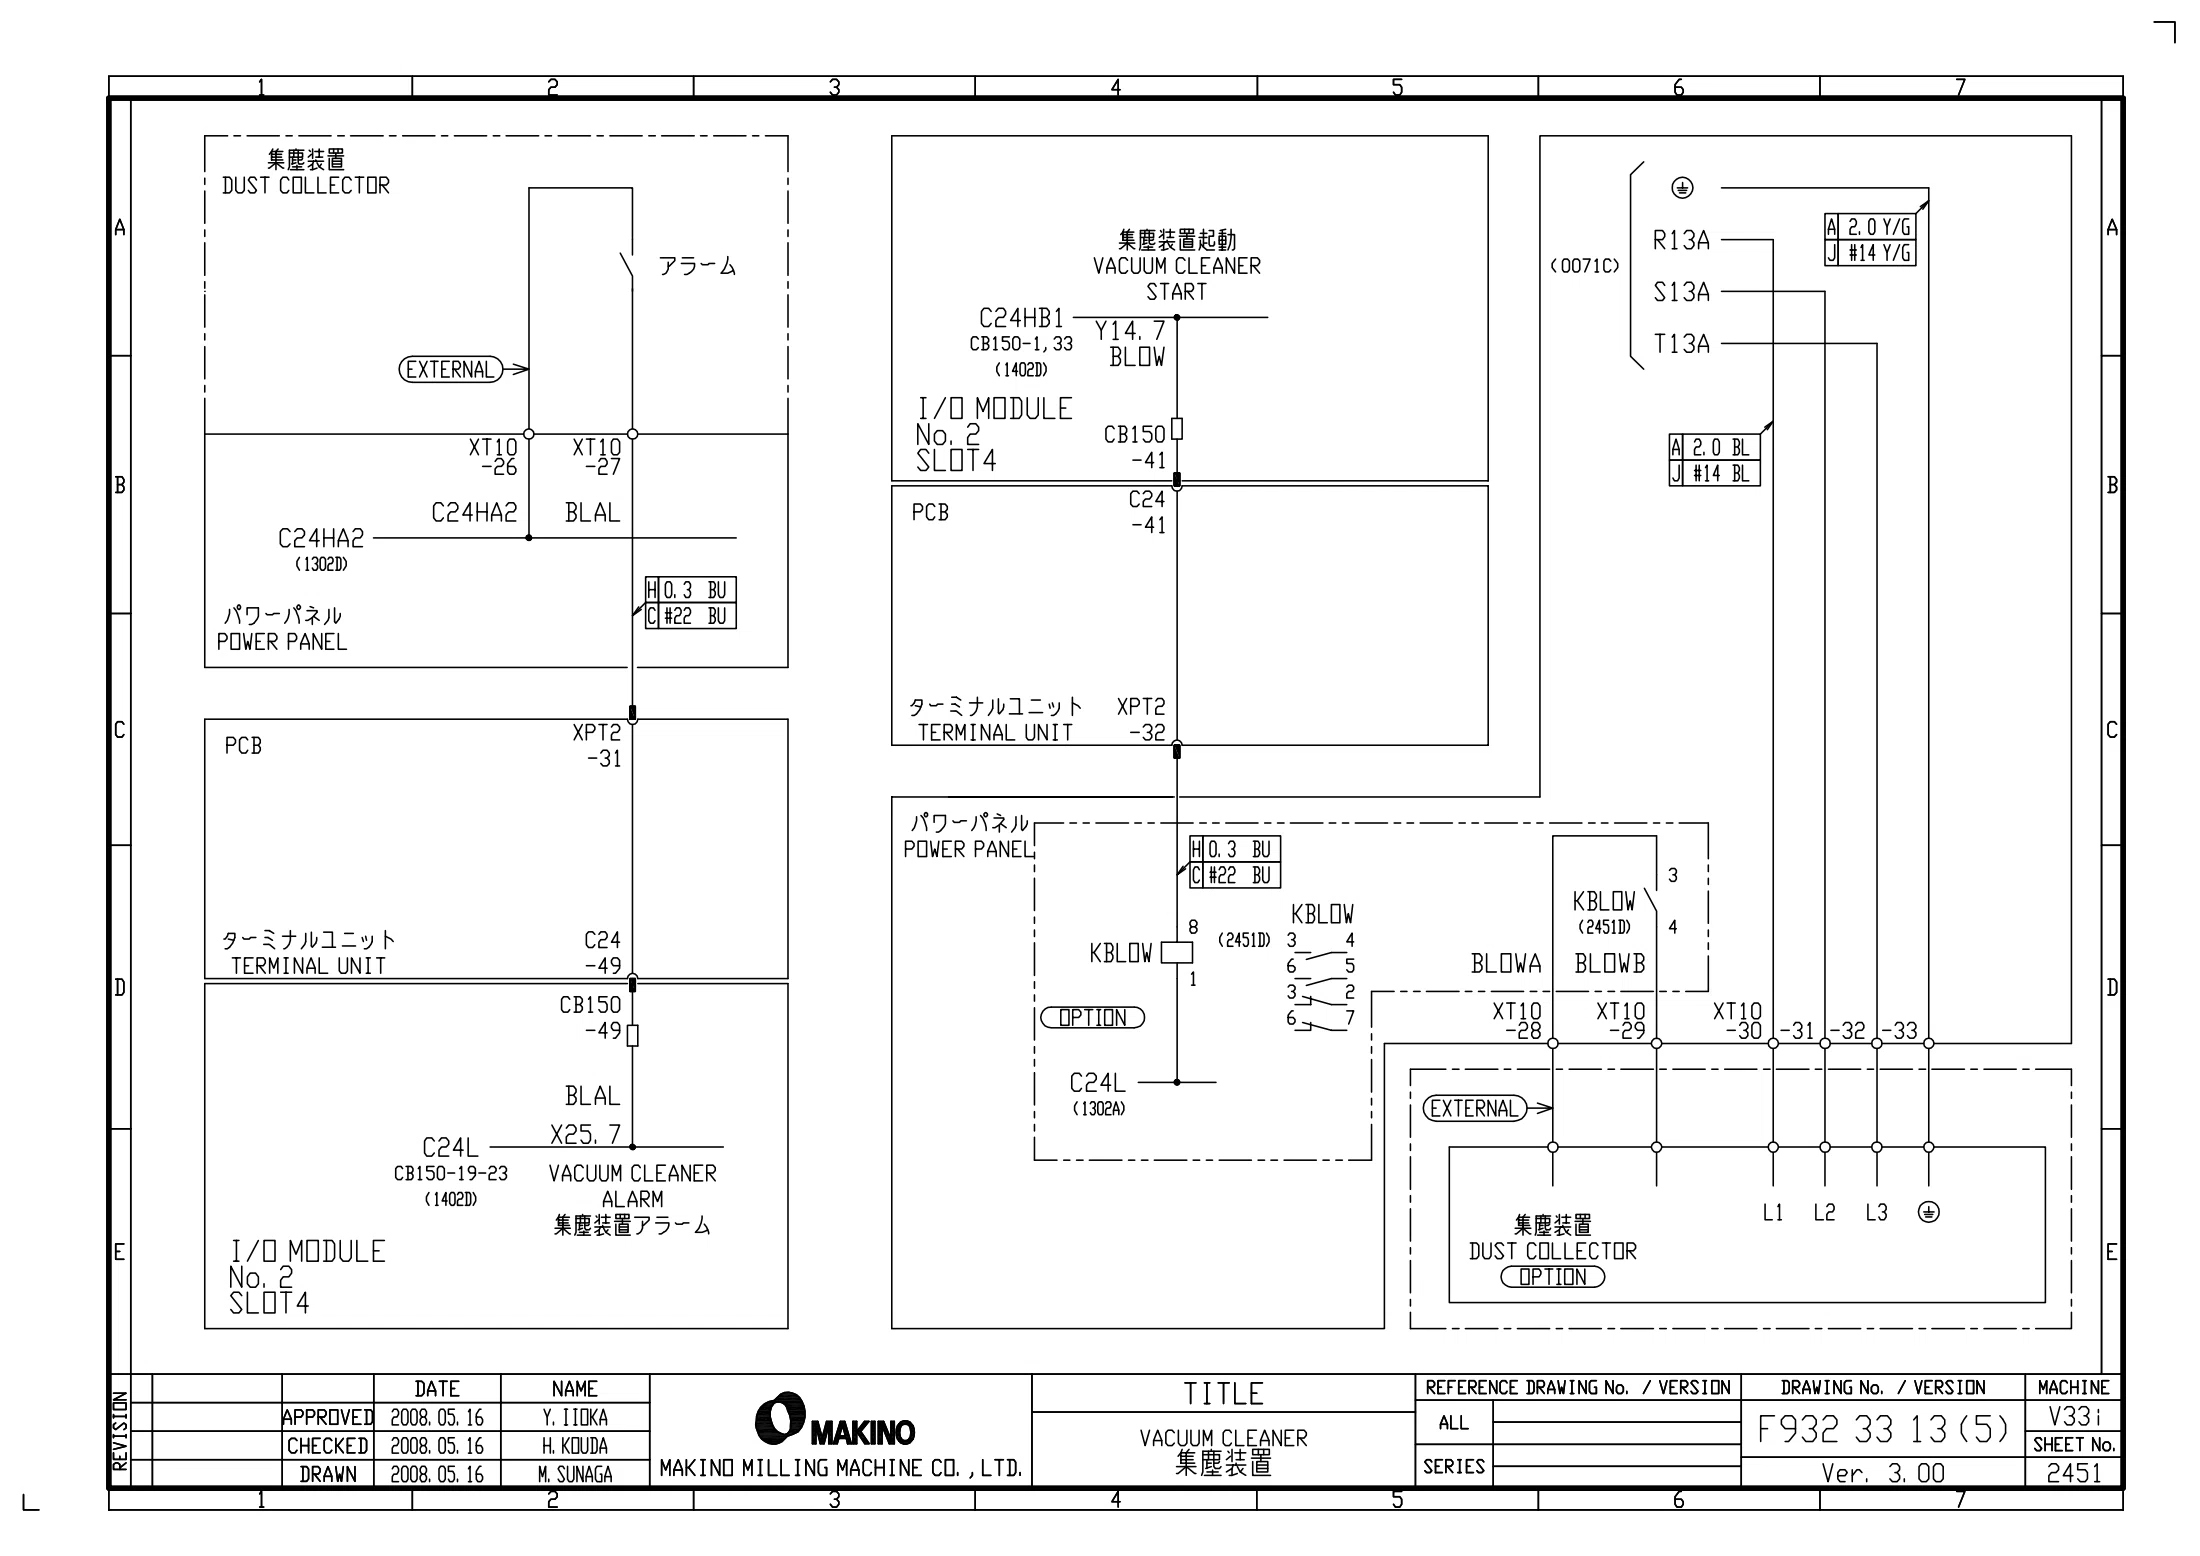 1 2 3 4 5 6 7
A
B
C
D
E
集塵装置
DUST COLLECTOR
アラーム
EXTERNAL
XT10 XT10
-26 -27
C24HA2 BLAL
C24HA2
(1302D)
H 0.3 BU
C #22 BU
パワーパネル
POWER PANEL
PCB
XPT2
-31
ターミナルユニット
TERMINAL UNIT
C24
-49
CB150
-49
BLAL
X25.7
C24L
CB150-19-23
(1402D)
VACUUM CLEANER
ALARM
集塵装置アラーム
I/O MODULE
No. 2
SLOT4
集塵装置起動
VACUUM CLEANER
START
C24HB1
CB150-1,33
(1402D)
Y14.7
BLOW
I/O MODULE
No. 2
SLOT4
CB150
-41
PCB
C24
-41
ターミナルユニット
TERMINAL UNIT
XPT2
-32
パワーパネル
POWER PANEL
H 0.3 BU
C #22 BU
8
KBLOW
(2451D)
1
OPTION
C24L
(1302A)
KBLOW
3 4
6 5
3 2
6 7
(0071C)
R13A
S13A
T13A
A 2.0 Y/G
J #14 Y/G
A 2.0 BL
J #14 BL
3
KBLOW
(2451D)
4
BLOWA BLOWB
XT10 XT10 XT10
-28 -29 -30 -31 -32 -33
EXTERNAL
L1 L2 L3
集塵装置
DUST COLLECTOR
OPTION
A
B
C
D
E
REVISION
DATE NAME
APPROVED 2008.05.16 Y. IIOKA
CHECKED 2008.05.16 H. KOUDA
DRAWN 2008.05.16 M. SUNAGA
MAKINO
MAKINO MILLING MACHINE CO.,LTD.
TITLE
VACUUM CLEANER
集塵装置
REFERENCE DRAWING No. / VERSION
ALL
SERIES
DRAWING No. / VERSION
F932 33 13(5)
Ver. 3.00
MACHINE
V33i
SHEET No.
2451
1 2 3 4 5 6 7